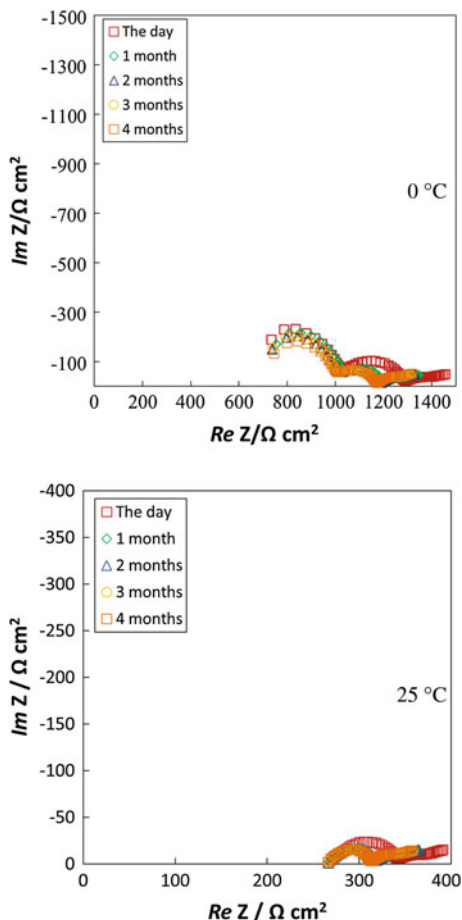 -1500
-1300
-1100
-900
-700
-500
-300
-100
The day
1 month
2 months
3 months
4 months
0 °C
Im Z/Ω cm²
0 200 400 600 800 1000 1200 1400
Re Z/Ω cm²
-400
-350
-300
-250
-200
-150
-100
-50
0
The day
1 month
2 months
3 months
4 months
25 °C
Im Z / Ω cm²
0 100 200 300 400
Re Z / Ω cm²